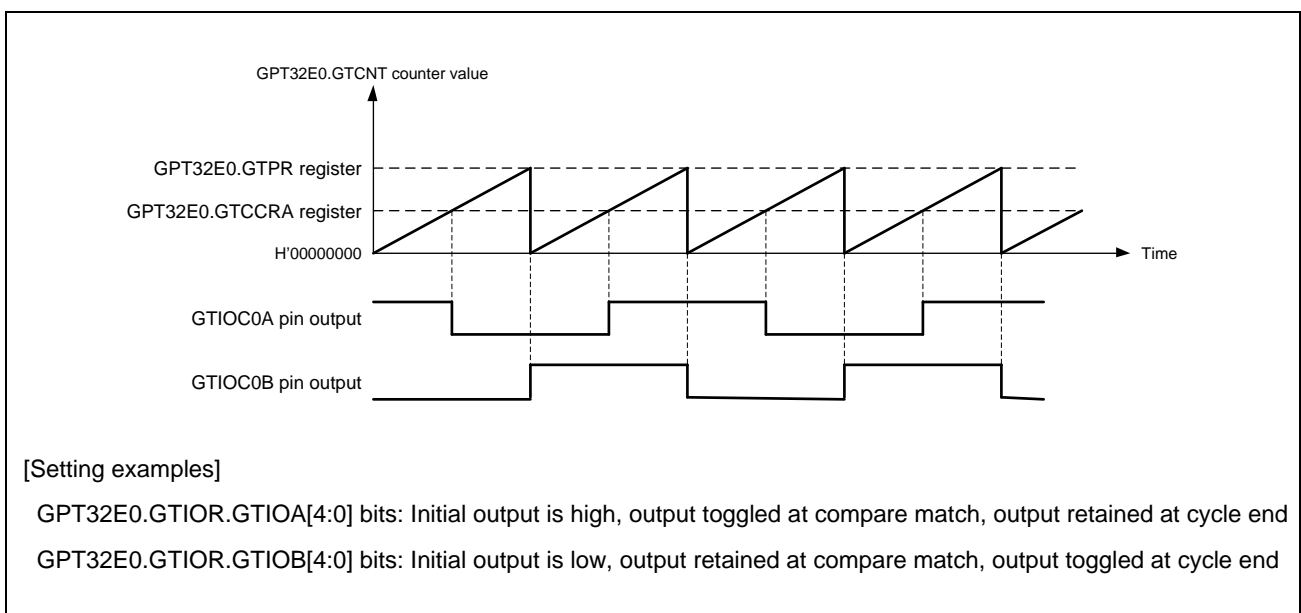 GPT32E0.GTCNT counter value
GPT32E0.GTPR register
GPT32E0.GTCCRA register
H'00000000
Time
GTIOC0A pin output
GTIOC0B pin output
[Setting examples]
GPT32E0.GTIOR.GTIOA[4:0] bits: Initial output is high, output toggled at compare match, output retained at cycle end
GPT32E0.GTIOR.GTIOB[4:0] bits: Initial output is low, output retained at compare match, output toggled at cycle end